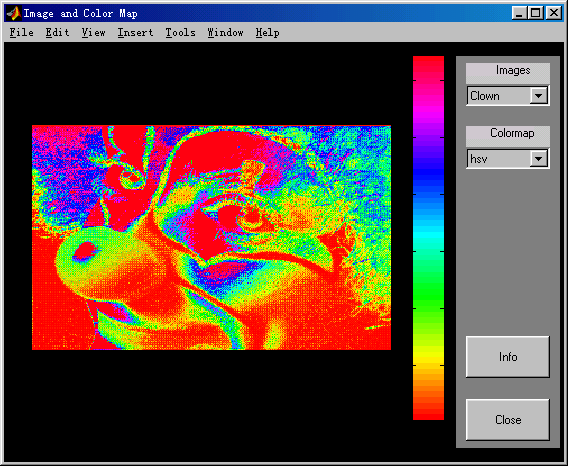 Image and Color Map
File Edit View Insert Tools Window Help
Images
Clown
Colormap
hsv
Info
Close